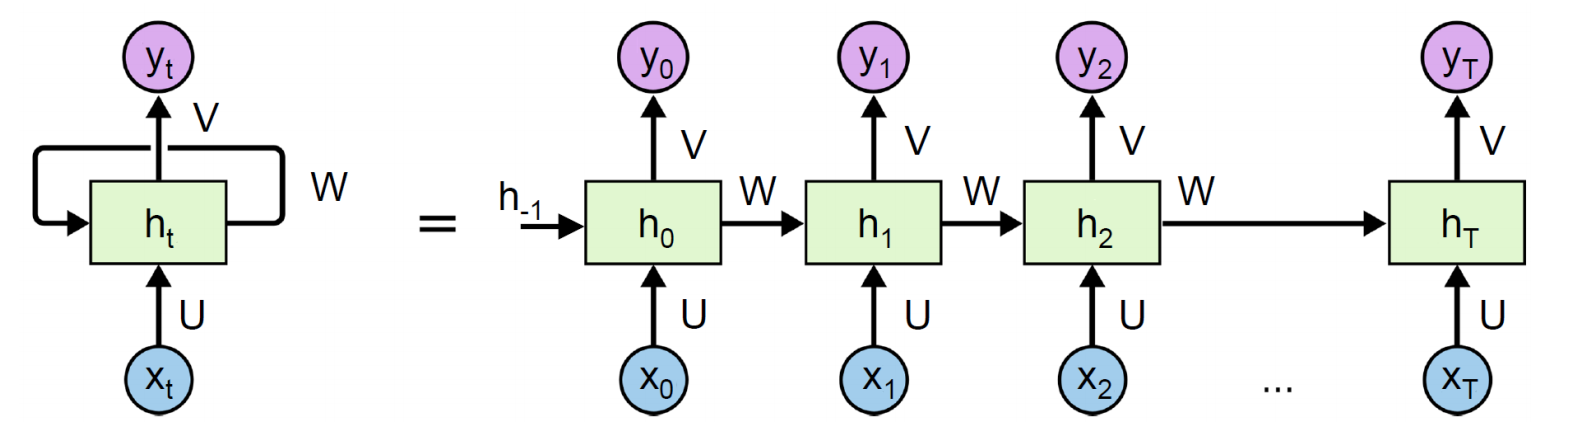 y_t y_0 y_1 y_2 y_T
V V V V V
W h_-1 W W W
h_t = h_0 h_1 h_2 h_T
U U U U U
x_t x_0 x_1 x_2 ... x_T